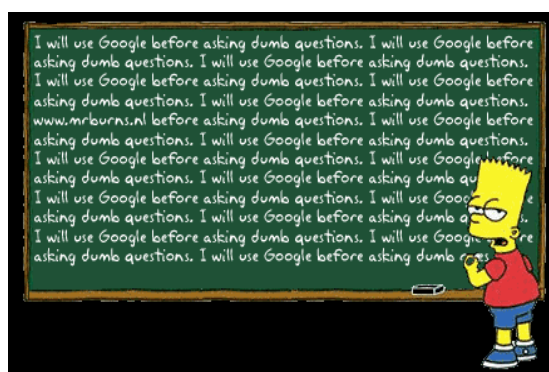 I will use Google before asking dumb questions. I will use Google before
asking dumb questions. I will use Google before asking dumb questions.
I will use Google before asking dumb questions. I will use Google before
asking dumb questions. I will use Google before asking dumb questions.
www.mrburns.nl before asking dumb questions. I will use Google before
asking dumb questions. I will use Google before asking dumb questions.
I will use Google before asking dumb questions. I will use Google
asking dumb questions. I will use Google before asking dumb
I will use Google before asking dumb questions. I will use
asking dumb questions. I will use Google before asking dumb
I will use Google before asking dumb questions. I will use
asking dumb questions. I will use Google before asking dumb